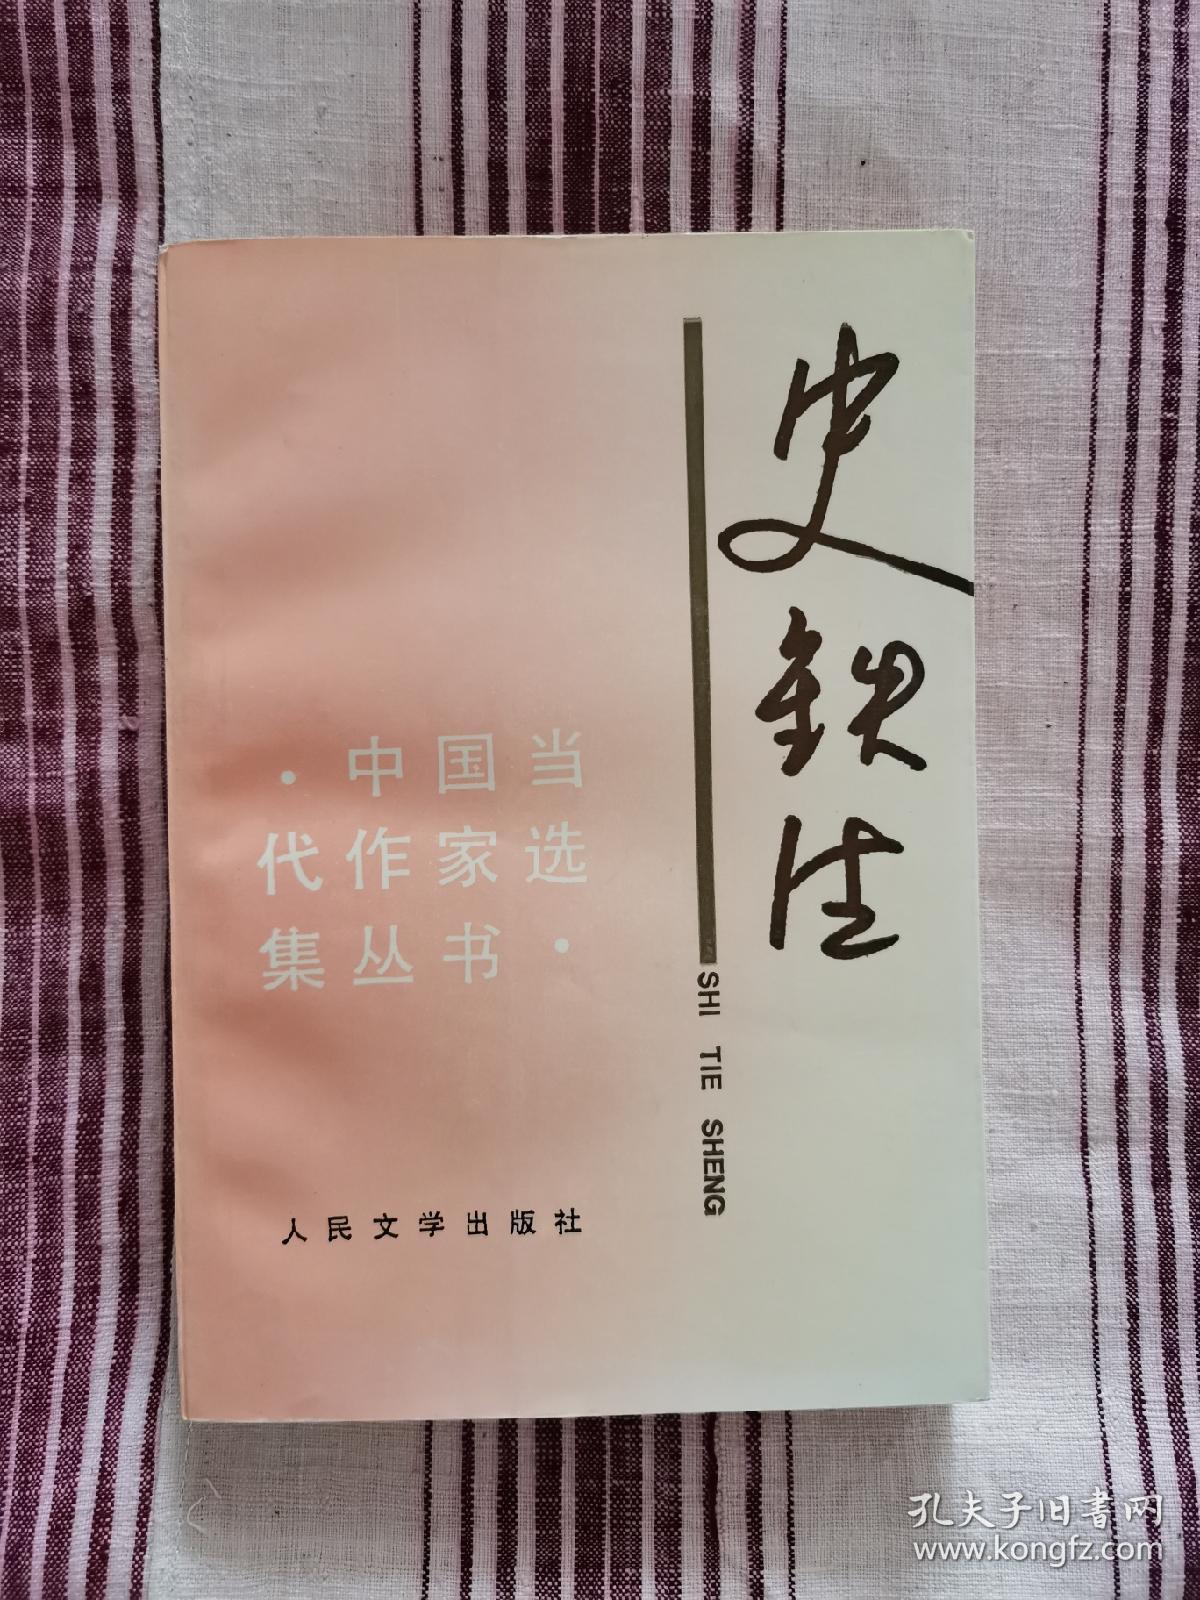 史铁生
SHI TIE SHENG
·中国当
代作家选
集丛书·
人民文学出版社
孔夫子旧书网
www.kongfz.com